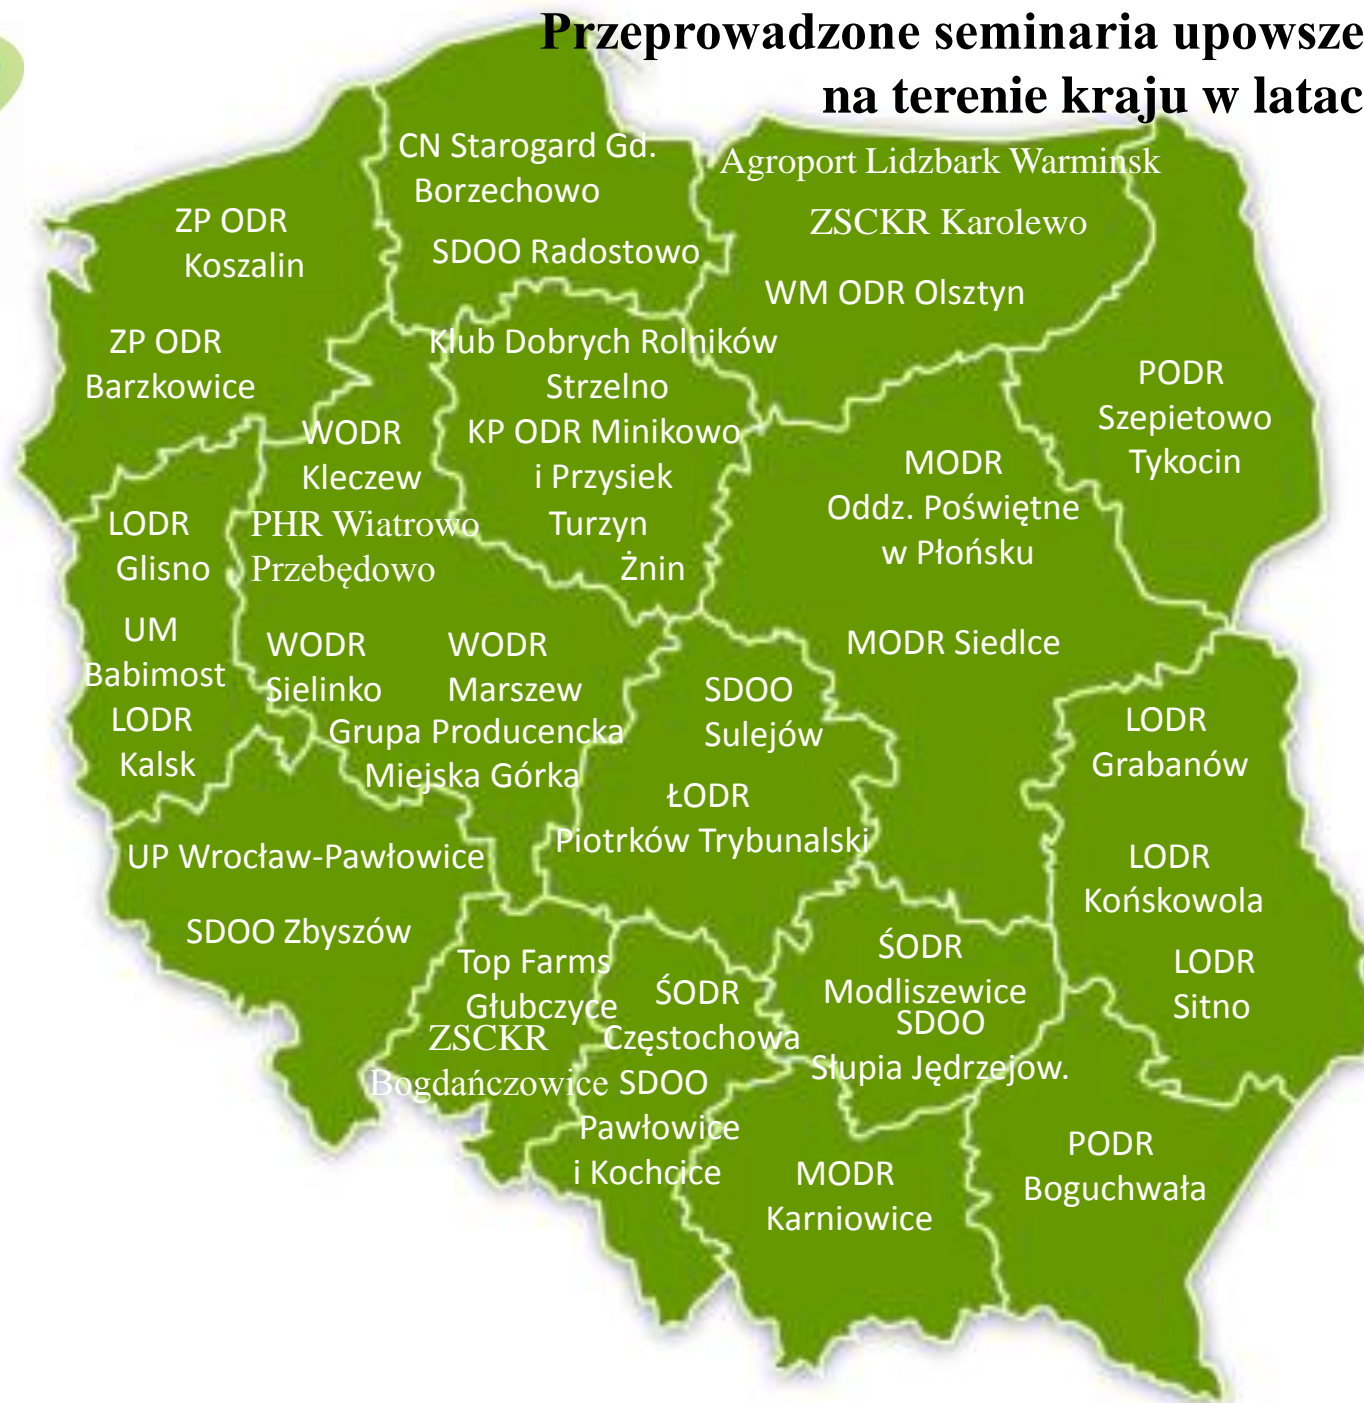 Przeprowadzone seminaria upowsze
na terenie kraju w latac
CN Starogard Gd.
Borzechowo
SDOO Radostowo
Agroport Lidzbark Warminsk
ZSCKR Karolewo
WM ODR Olsztyn
ZP ODR
Koszalin
ZP ODR
Barzkowice
Klub Dobrych Rolników
Strzelno
KP ODR Minikowo
i Przysiek
Turzyn
Żnin
PODR
Szepietowo
Tykocin
WODR
Kleczew
PHR Wiatrowo
Przebędowo
MODR
Oddz. Poświętne
w Płońsku
MODR Siedlce
LODR
Glisno
UM
Babimost
LODR
Kalsk
WODR
Sielinko
WODR
Marszew
Grupa Producencka
Miejska Górka
SDOO
Sulejów
ŁODR
Piotrków Trybunalski
LODR
Grabanów
LODR
Końskowola
LODR
Sitno
UP Wrocław-Pawłowice
SDOO Zbyszów
Top Farms
Głubczyce
ZSCKR
Bogdańczowice
ŚODR
Częstochowa
SDOO
Pawłowice
i Kochcice
ŚODR
Modliszewice
SDOO
Słupia Jędrzejow.
MODR
Karniowice
PODR
Boguchwała